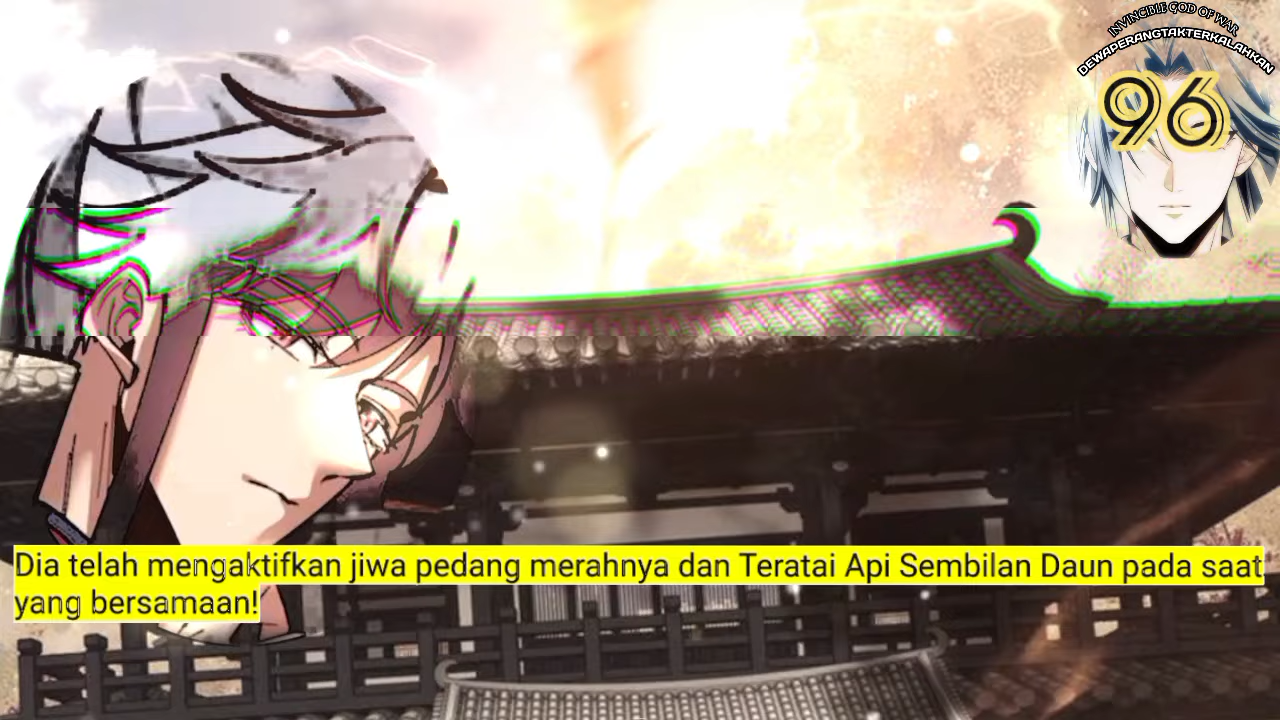 INVINCIBLE GOD OF WAR
DEWAPERANGTAKTERKALAHKAN
96
Dia telah mengaktifkan jiwa pedang merahnya dan Teratai Api Sembilan Daun pada saat
yang bersamaan!